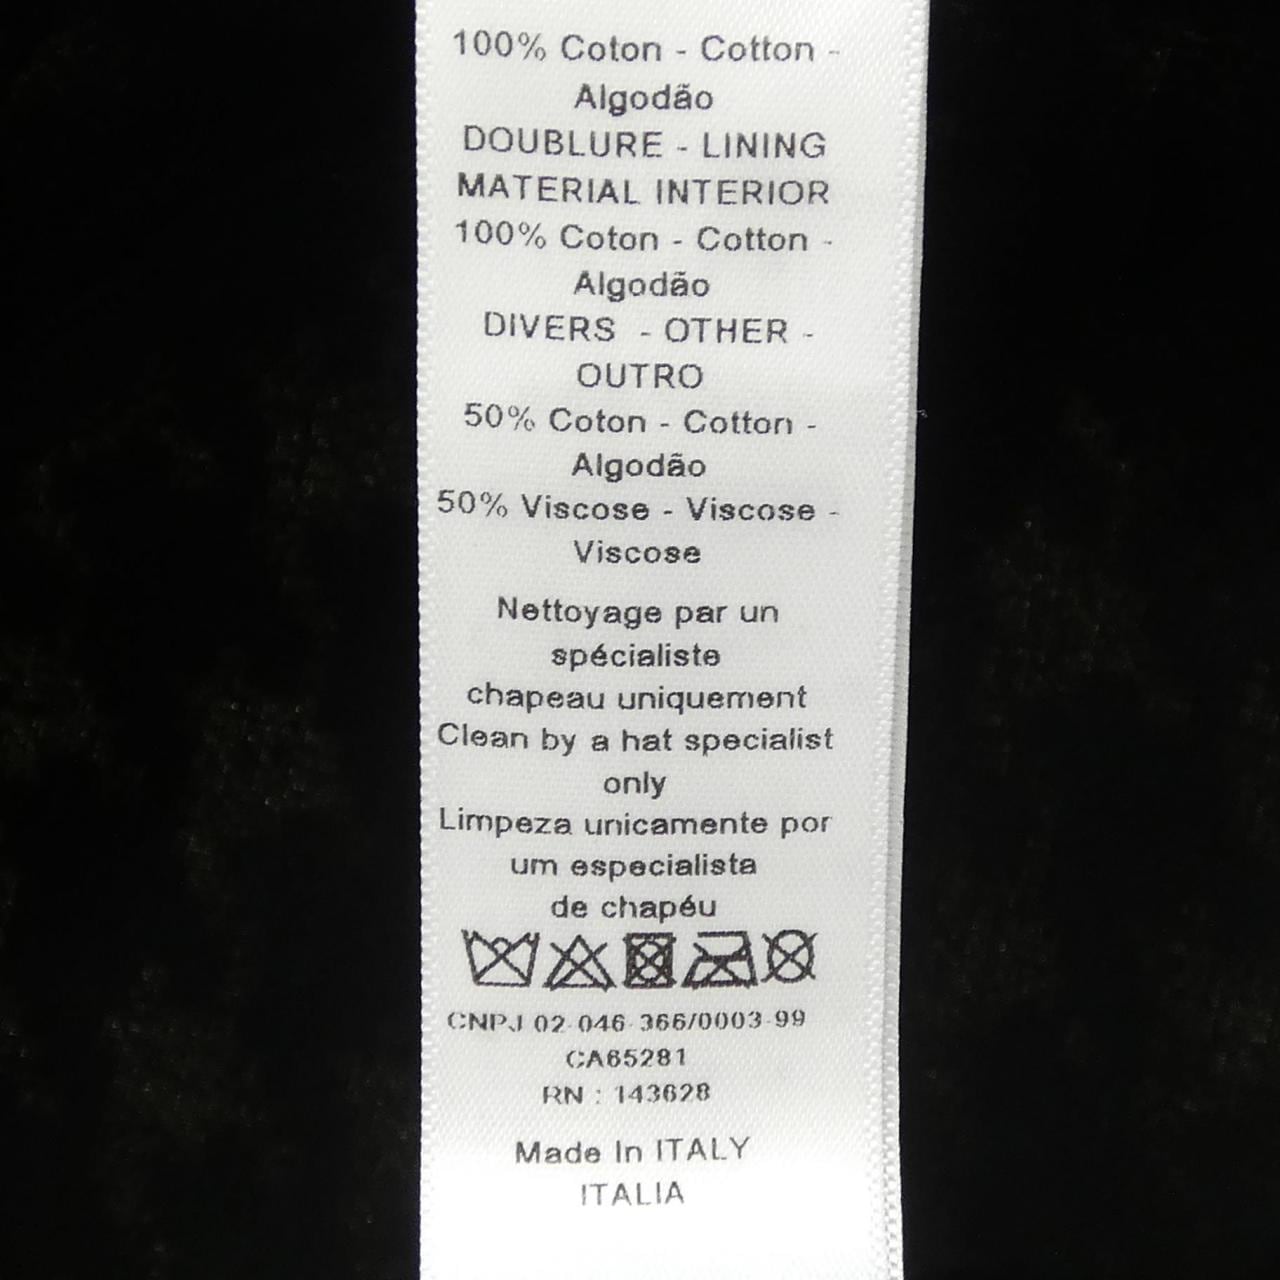 100% Coton - Cotton -
Algodão
DOUBLURE - LINING
MATERIAL INTERIOR
100% Coton - Cotton -
Algodão
DIVERS - OTHER -
OUTRO
50% Coton - Cotton -
Algodão
50% Viscose - Viscose -
Viscose
Nettoyage par un
spécialiste
chapeau uniquement
Clean by a hat specialist
only
Limpeza unicamente por
um especialista
de chapéu
CNPJ 02-046-366/0003-99
CA65281
RN : 143628
Made In ITALY
ITALIA